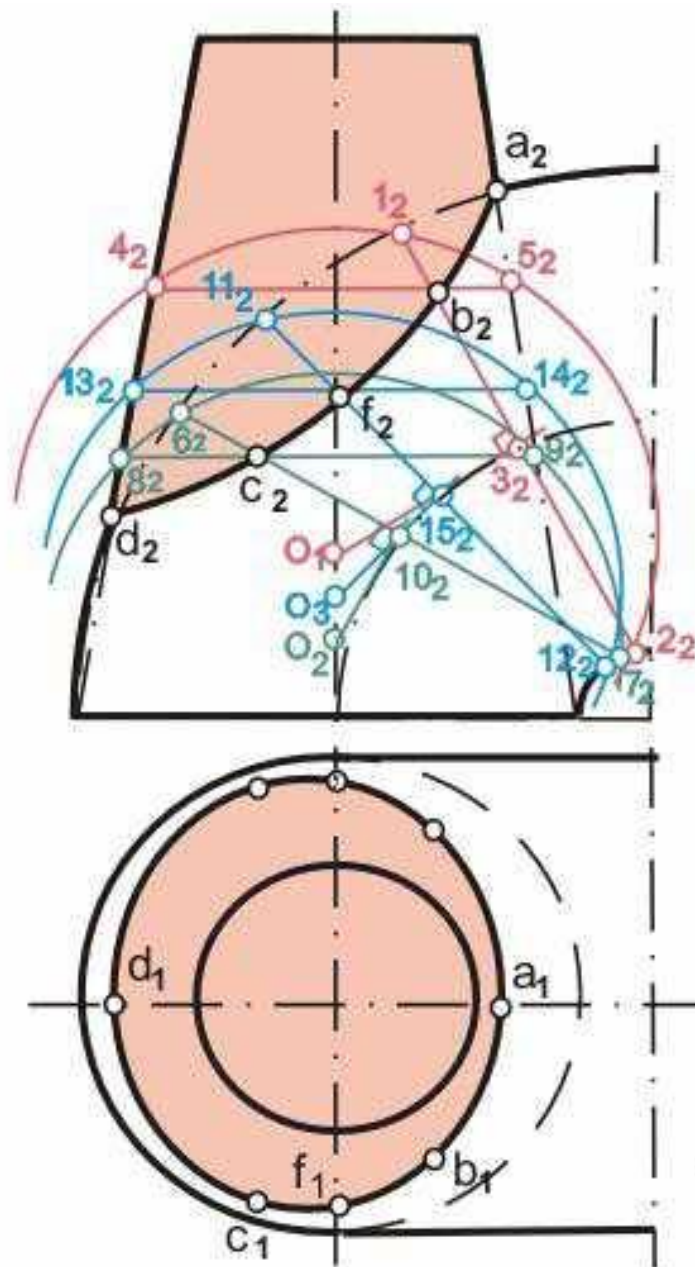 a₂
1₂
4₂ 5₂
11₂ b₂
13₂ 14₂
f₂
6₂
8₂ c₂ 3₂ 9₂
d₂ 15₂
O₁ 10₂
O₃
O₂ 12₂ 7₂ 2₂
d₁ a₁
f₁ b₁
c₁